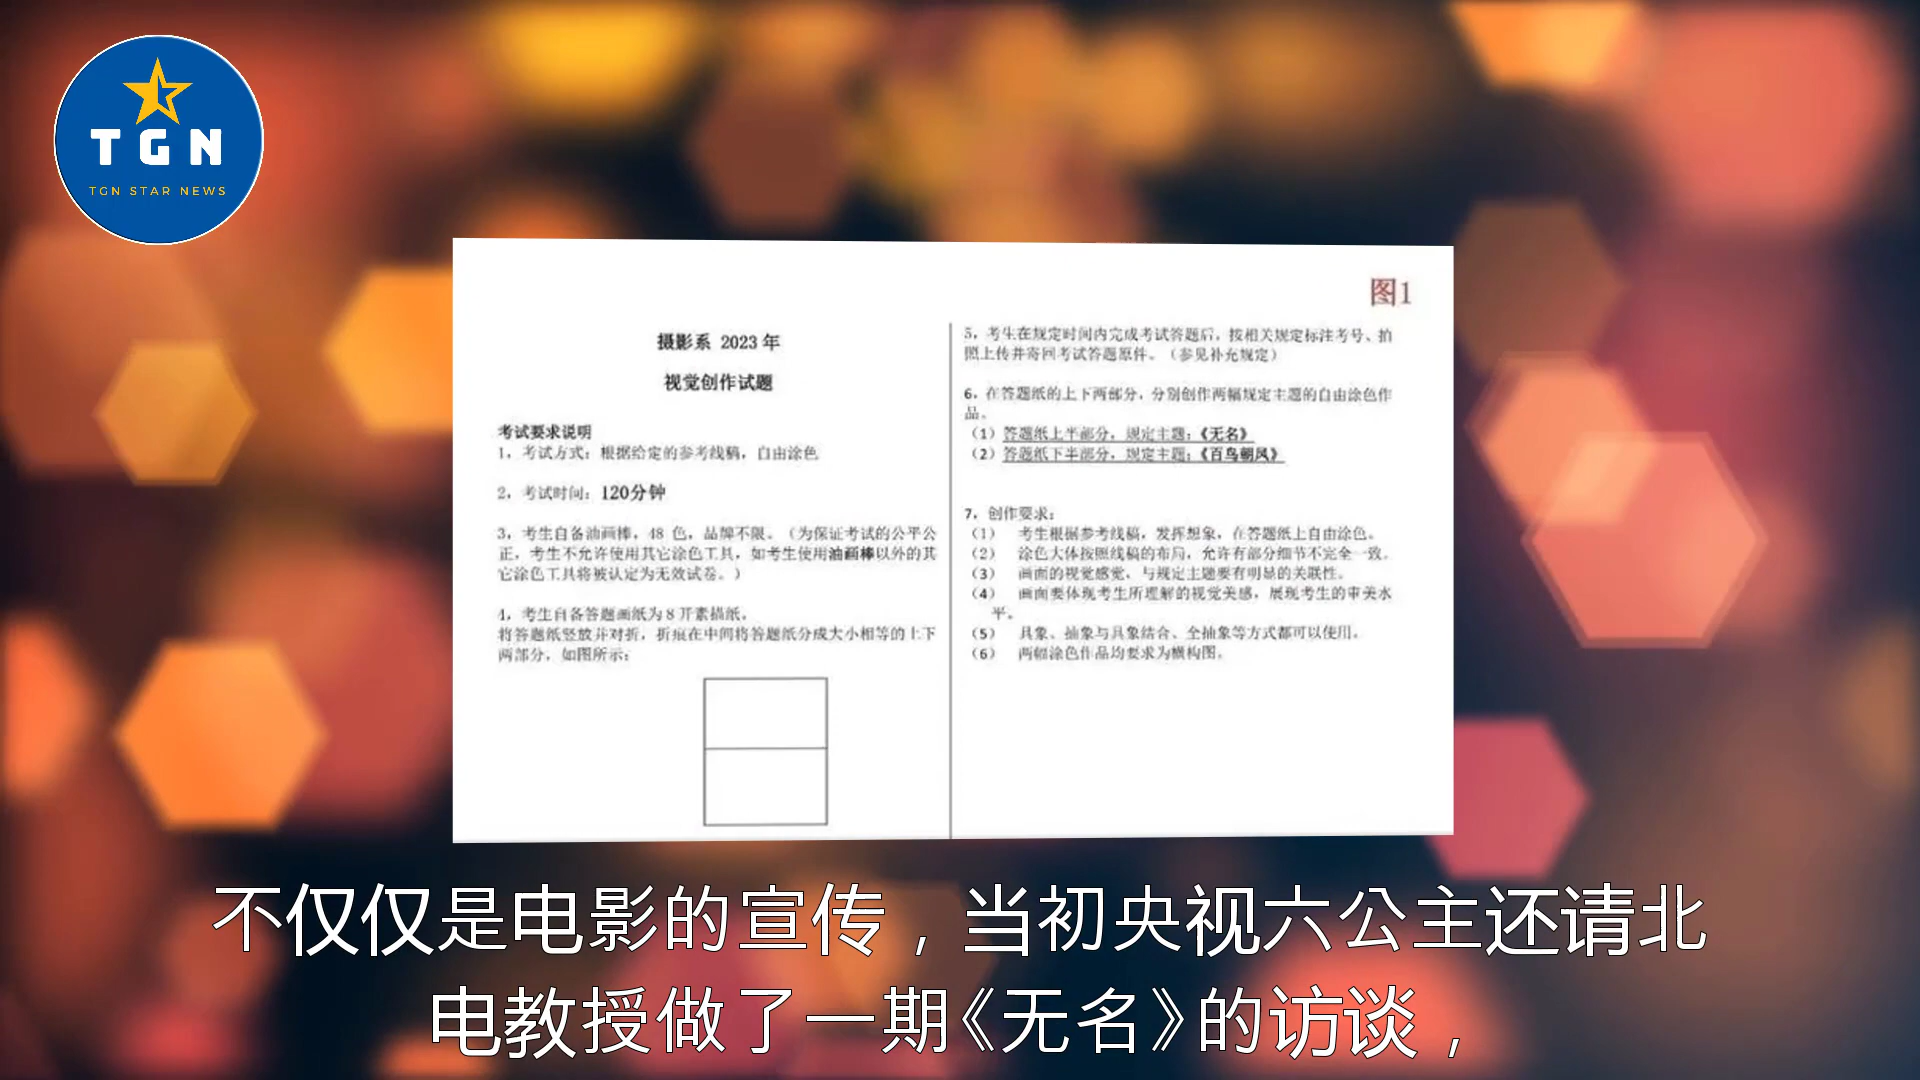 TGN
TGN STAR NEWS
图1
摄影系 2023 年
视觉创作试题
考试要求说明
1，考试方式：根据给定的参考线稿，自由涂色
2，考试时间：120分钟
3，考生自备油画棒，48 色，品牌不限。（为保证考试的公平公
正，考生不允许使用其它涂色工具，如考生使用油画棒以外的其
它涂色工具将被认定为无效试卷。）
4，考生自备答题画纸为 8 开素描纸。
将答题纸竖放并对折，折痕在中间将答题纸分成大小相等的上下
两部分，如图所示：
5，考生在规定时间内完成考试答题后，按相关规定标注考号、拍
照上传并寄回考试答题原件。（参见补充规定）
6，在答题纸的上下两部分，分别创作两幅规定主题的自由涂色作
品。
（1）答题纸上半部分，规定主题：《无名》
（2）答题纸下半部分，规定主题：《百鸟朝凤》
7，创作要求：
（1） 考生根据参考线稿，发挥想象，在答题纸上自由涂色。
（2） 涂色大体按照线稿的布局，允许有部分细节不完全一致。
（3） 画面的视觉感觉，与规定主题要有明显的关联性。
（4） 画面要体现考生所理解的视觉美感，展现考生的审美水
平。
（5） 具象、抽象与具象结合、全抽象等方式都可以使用。
（6） 两幅涂色作品均要求为横构图。
不仅仅是电影的宣传，当初央视六公主还请北
电教授做了一期《无名》的访谈，